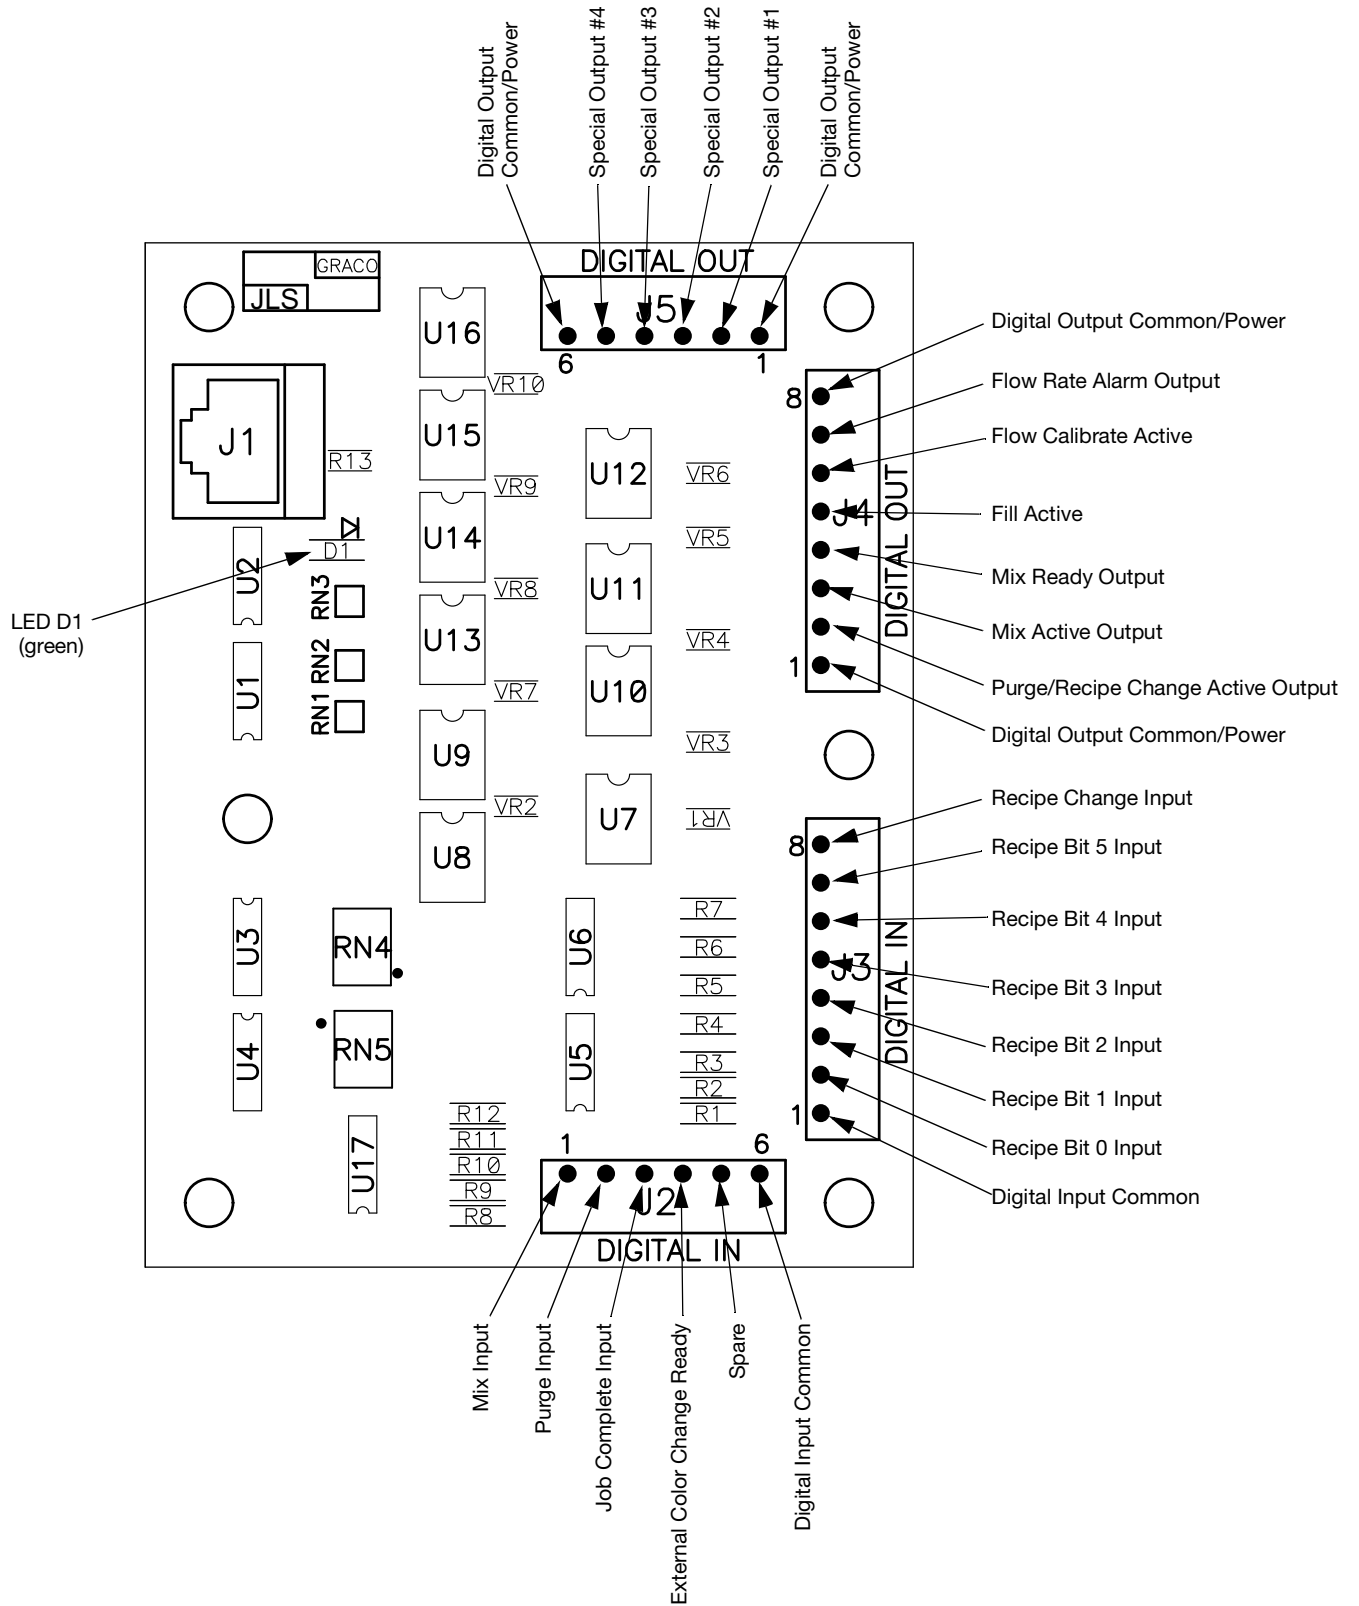 Digital Output
Common/Power
Special Output #4
Special Output #3
Special Output #2
Special Output #1
Digital Output
Common/Power
GRACO
JLS
DIGITAL OUT
J5
6
1
U16
VR10
J1
R13
U15
VR9
U12
VR6
U14
VR8
VR5
U11
D1
U2
RN3
U13
VR7
VR4
U10
RN2
U1
RN1
U9
VR2
VR3
U7
VR1
U8
LED D1
(green)
8
J4
DIGITAL OUT
1
Digital Output Common/Power
Flow Rate Alarm Output
Flow Calibrate Active
Fill Active
Mix Ready Output
Mix Active Output
Purge/Recipe Change Active Output
Digital Output Common/Power
8
J3
DIGITAL IN
1
Recipe Change Input
Recipe Bit 5 Input
Recipe Bit 4 Input
Recipe Bit 3 Input
Recipe Bit 2 Input
Recipe Bit 1 Input
Recipe Bit 0 Input
Digital Input Common
U3
RN4
U6
R7
R6
R5
U4
RN5
U5
R4
R3
R2
R1
U17
R12
R11
R10
R9
R8
1
6
J2
DIGITAL IN
Mix Input
Purge Input
Job Complete Input
External Color Change Ready
Spare
Digital Input Common